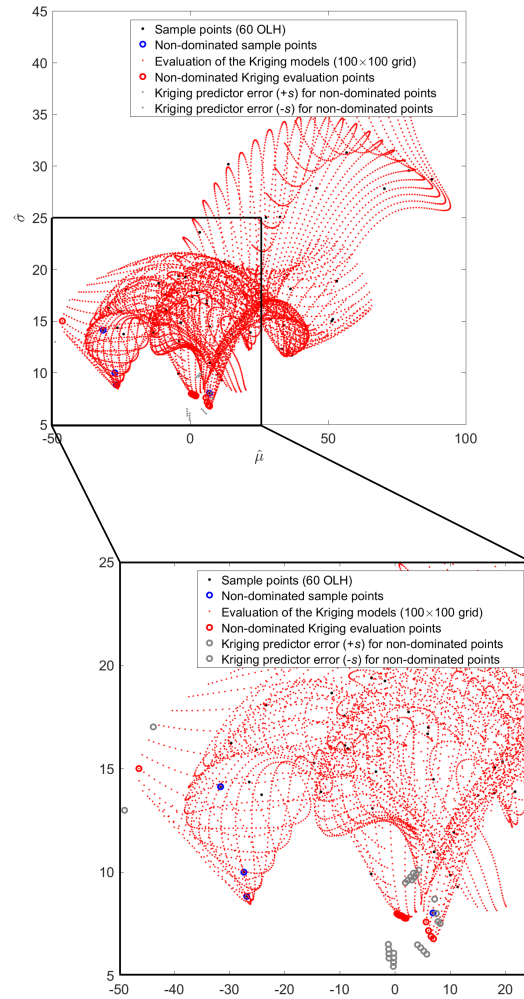 45
40
35
30
25
20
15
10
5
σ̂
Sample points (60 OLH)
Non-dominated sample points
Evaluation of the Kriging models (100×100 grid)
Non-dominated Kriging evaluation points
Kriging predictor error (+s) for non-dominated points
Kriging predictor error (-s) for non-dominated points
-50 0 50 100
μ̂
25
20
15
10
5
Sample points (60 OLH)
Non-dominated sample points
Evaluation of the Kriging models (100×100 grid)
Non-dominated Kriging evaluation points
Kriging predictor error (+s) for non-dominated points
Kriging predictor error (-s) for non-dominated points
-50 -40 -30 -20 -10 0 10 20